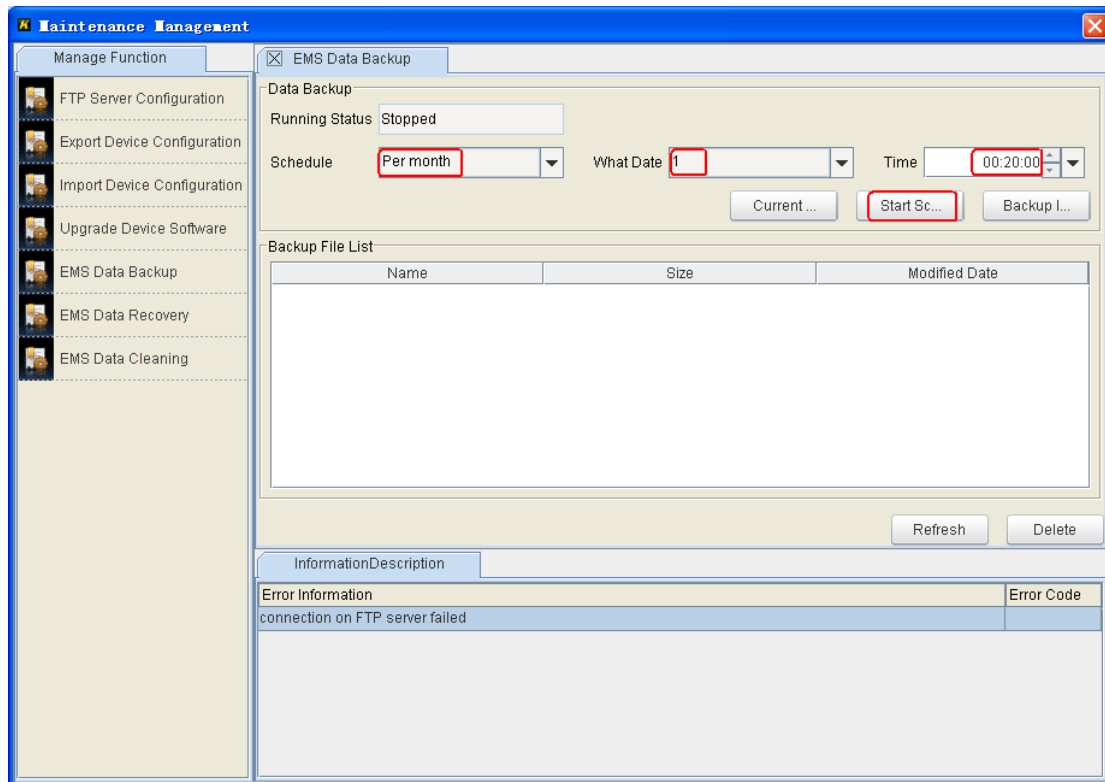 Maintenance Management
Manage Function
FTP Server Configuration
Export Device Configuration
Import Device Configuration
Upgrade Device Software
EMS Data Backup
EMS Data Recovery
EMS Data Cleaning
EMS Data Backup
Data Backup
Running Status Stopped
Schedule Per month What Date 1 Time 00:20:00
Current ... Start Sc... Backup I...
Backup File List
Name Size Modified Date
Refresh Delete
InformationDescription
Error Information Error Code
connection on FTP server failed